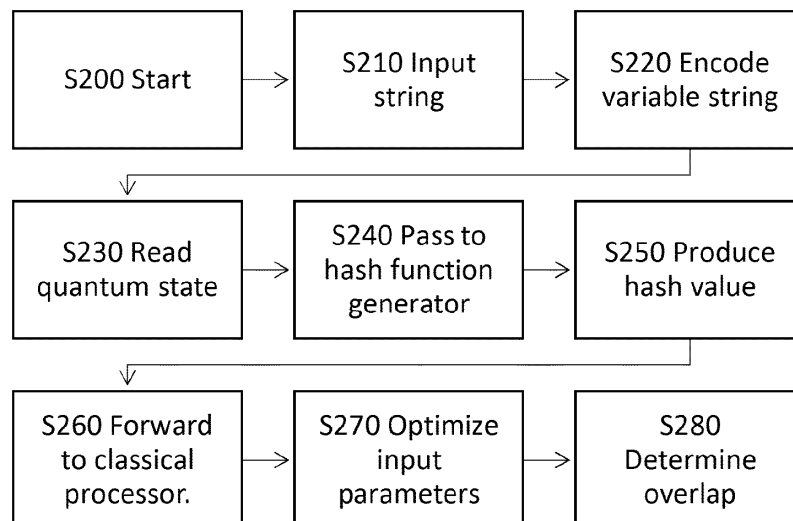 S200 Start
S210 Input
string
S220 Encode
variable string
S230 Read
quantum state
S240 Pass to
hash function
generator
S250 Produce
hash value
S260 Forward
to classical
processor.
S270 Optimize
input
parameters
S280
Determine
overlap